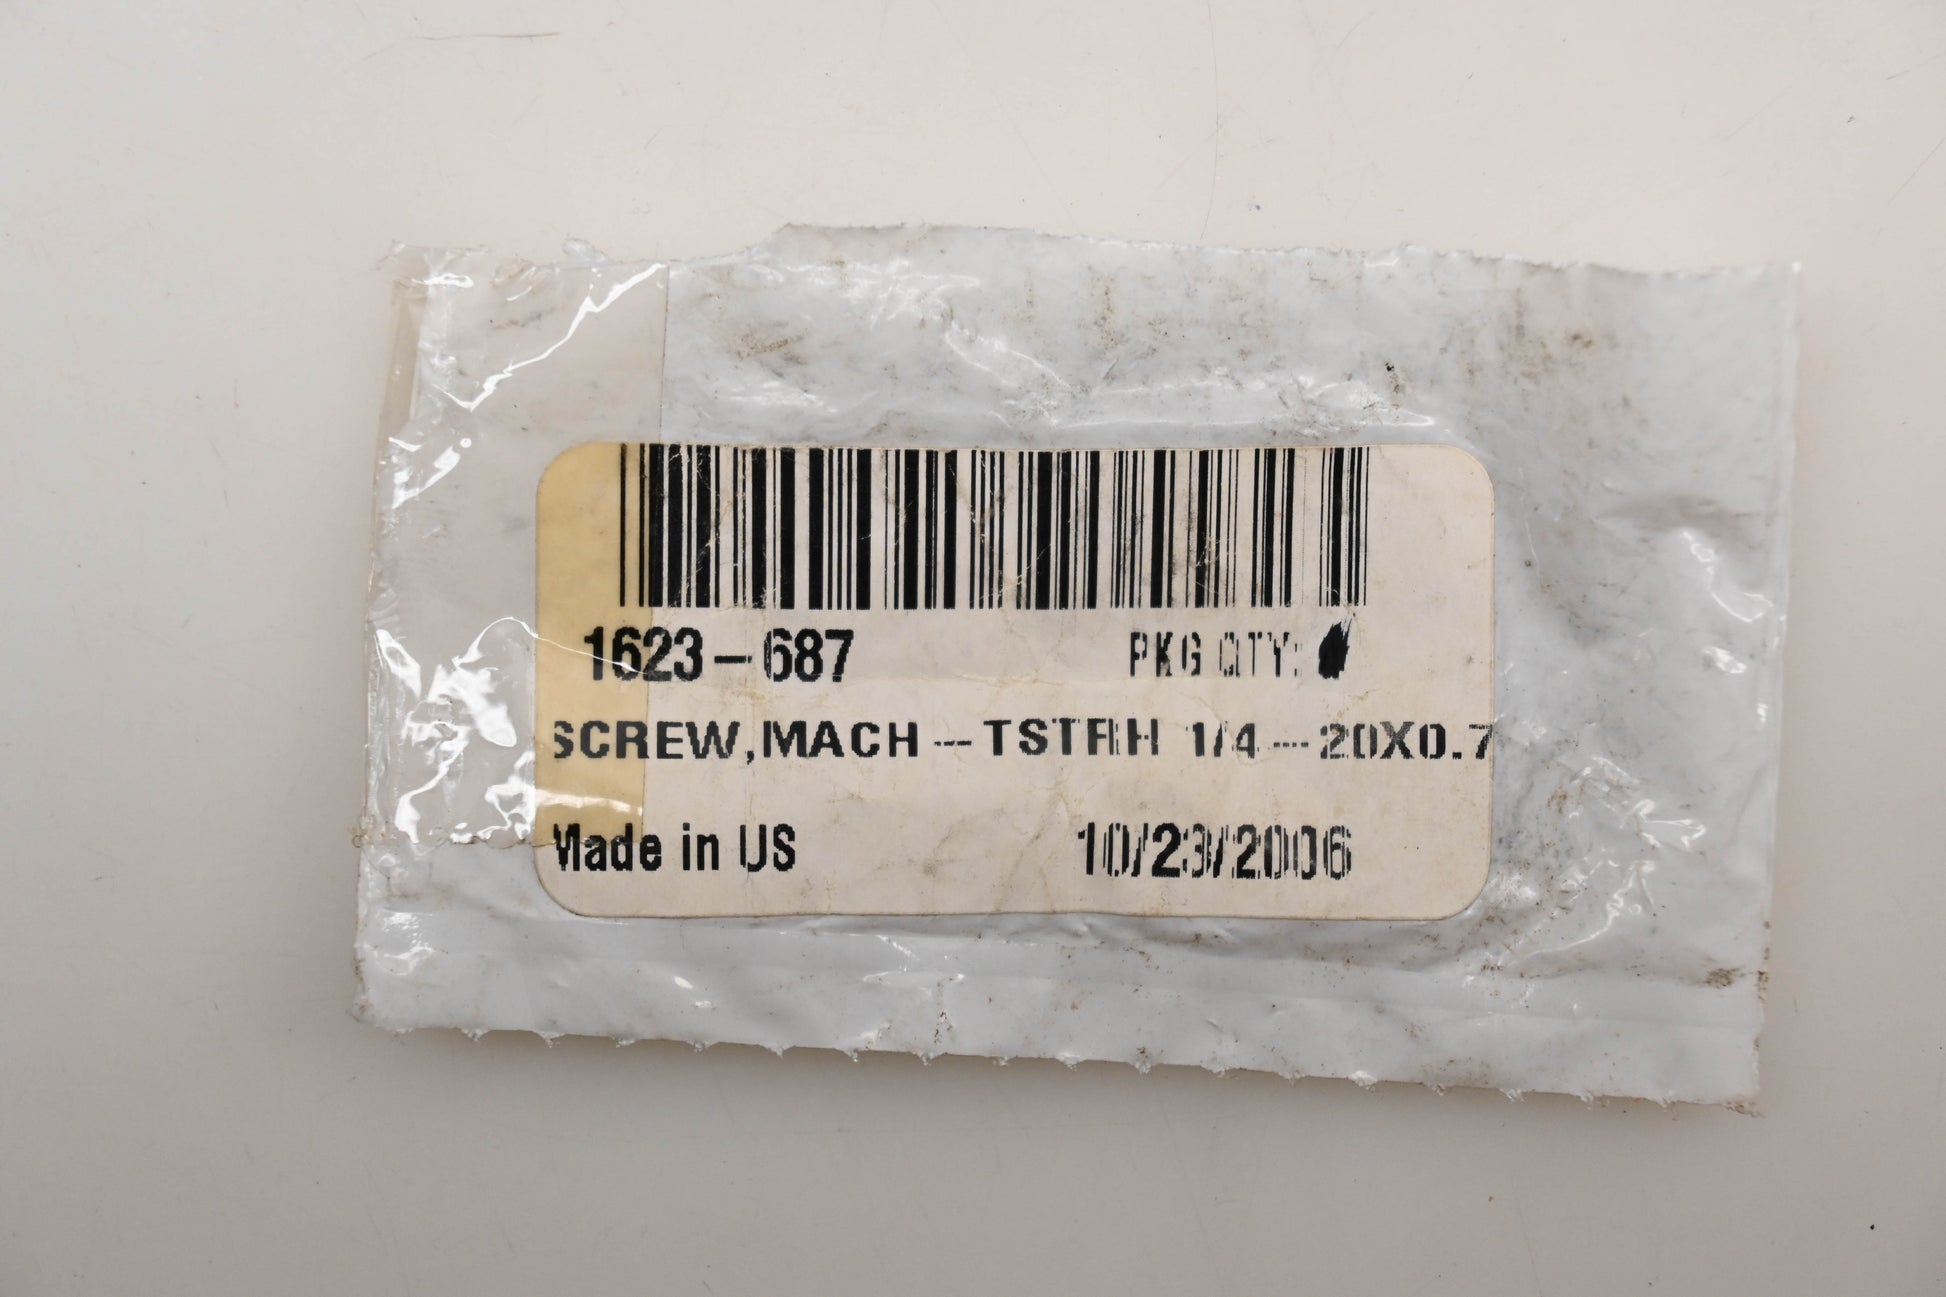 1623-687 PKG QTY:
SCREW,MACH-TSTRH 1/4-20X0.7
Made in US 10/23/2006